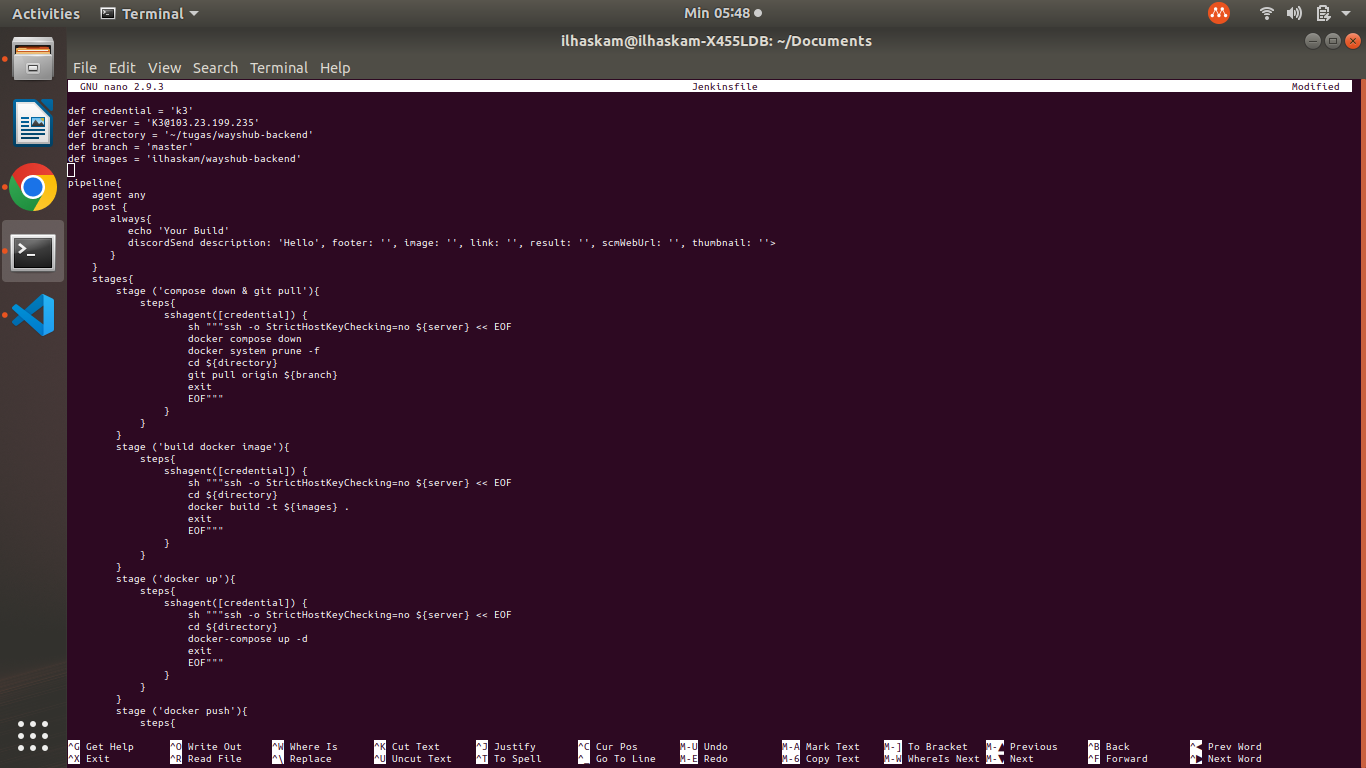 Activities Terminal Min 05:48
ilhaskam@ilhaskam-X455LDB: ~/Documents
File Edit View Search Terminal Help
GNU nano 2.9.3 Jenkinsfile Modified
def credential = 'k3'
def server = 'K3@103.23.199.235'
def directory = '~/tugas/wayshub-backend'
def branch = 'master'
def images = 'ilhaskam/wayshub-backend'
pipeline{
    agent any
    post {
       always{
          echo 'Your Build'
          discordSend description: 'Hello', footer: '', image: '', link: '', result: '', scmWebUrl: '', thumbnail: ''>
       }
    }
    stages{
        stage ('compose down & git pull'){
            steps{
                sshagent([credential]) {
                    sh """ssh -o StrictHostKeyChecking=no ${server} << EOF
                    docker compose down
                    docker system prune -f
                    cd ${directory}
                    git pull origin ${branch}
                    exit
                    EOF"""
                }
            }
        }
        stage ('build docker image'){
            steps{
                sshagent([credential]) {
                    sh """ssh -o StrictHostKeyChecking=no ${server} << EOF
                    cd ${directory}
                    docker build -t ${images} .
                    exit
                    EOF"""
                }
            }
        }
        stage ('docker up'){
            steps{
                sshagent([credential]) {
                    sh """ssh -o StrictHostKeyChecking=no ${server} << EOF
                    cd ${directory}
                    docker-compose up -d
                    exit
                    EOF"""
                }
            }
        }
        stage ('docker push'){
            steps{
^G Get Help ^O Write Out ^W Where Is ^K Cut Text ^J Justify ^C Cur Pos M-U Undo M-A Mark Text M-] To Bracket M-▲ Previous ^B Back ^◀ Prev Word
^X Exit ^R Read File ^\ Replace ^U Uncut Text ^T To Spell ^_ Go To Line M-E Redo M-6 Copy Text M-W WhereIs Next M-▼ Next ^F Forward ^▶ Next Word